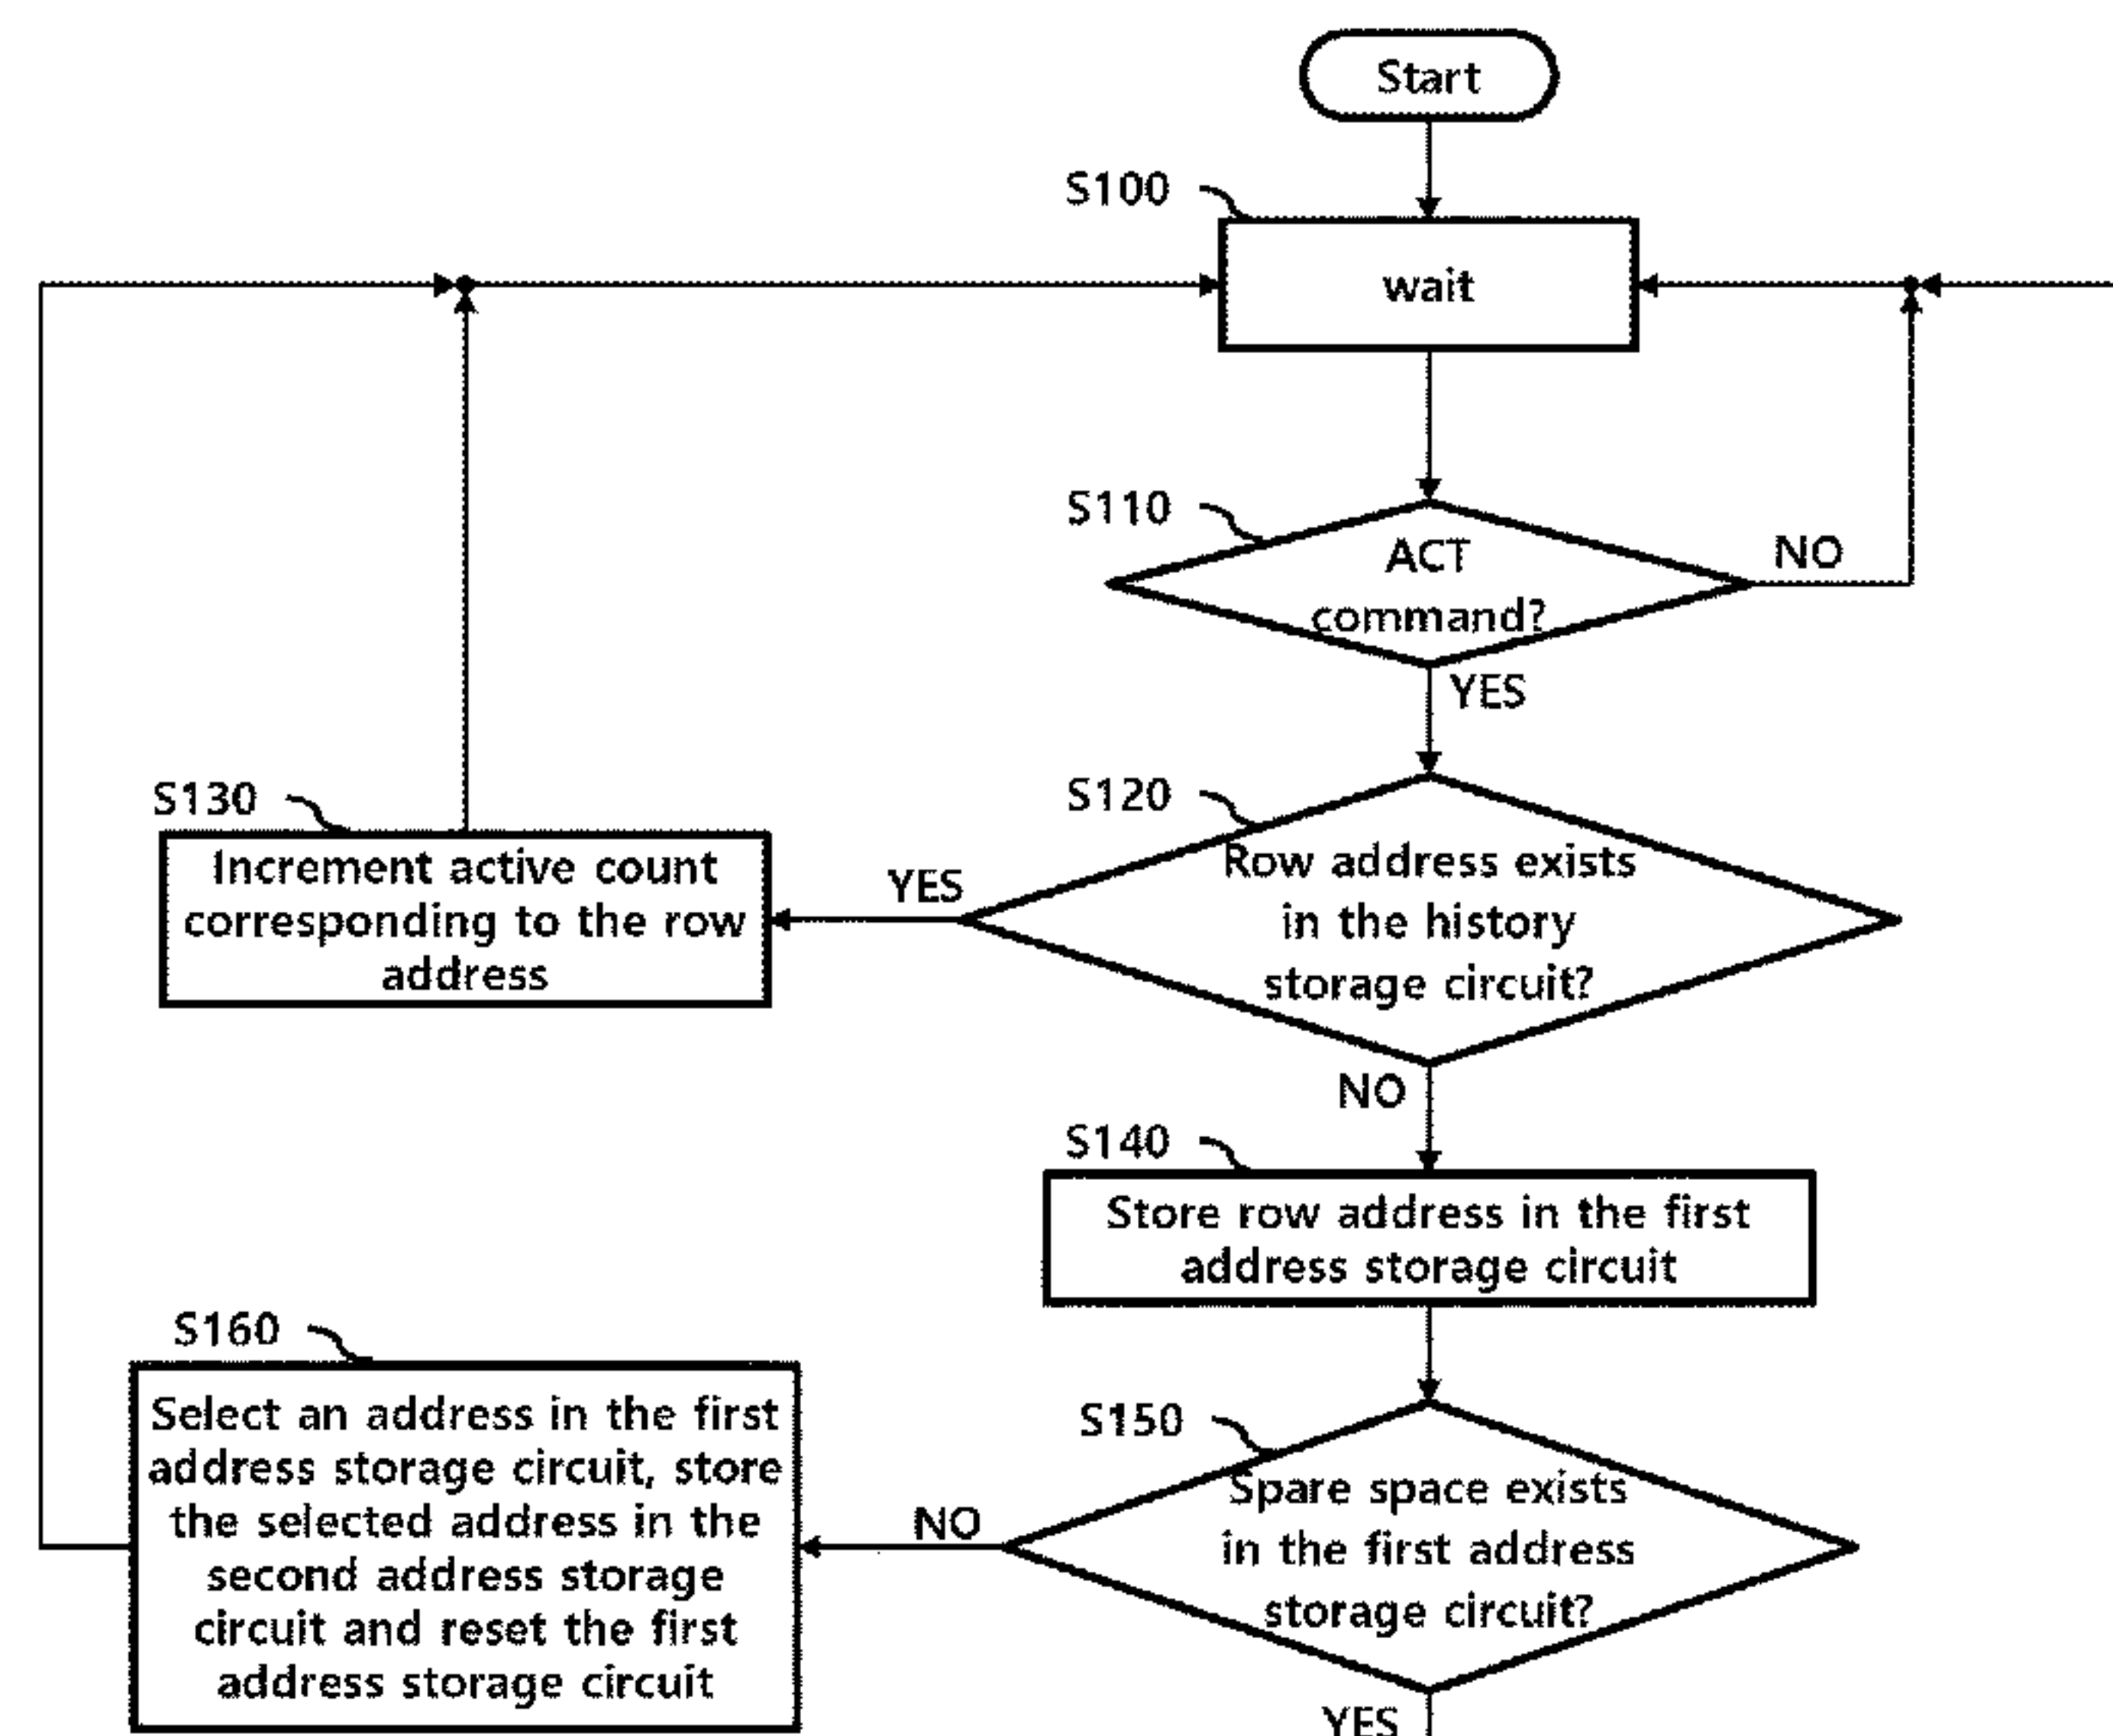 Start
S100
wait
S110
ACT
command?
NO
YES
S120
Row address exists
in the history
storage circuit?
YES
S130
Increment active count
corresponding to the row
address
NO
S140
Store row address in the first
address storage circuit
S150
Spare space exists
in the first address
storage circuit?
NO
S160
Select an address in the first
address storage circuit, store
the selected address in the
second address storage
circuit and reset the first
address storage circuit
YES